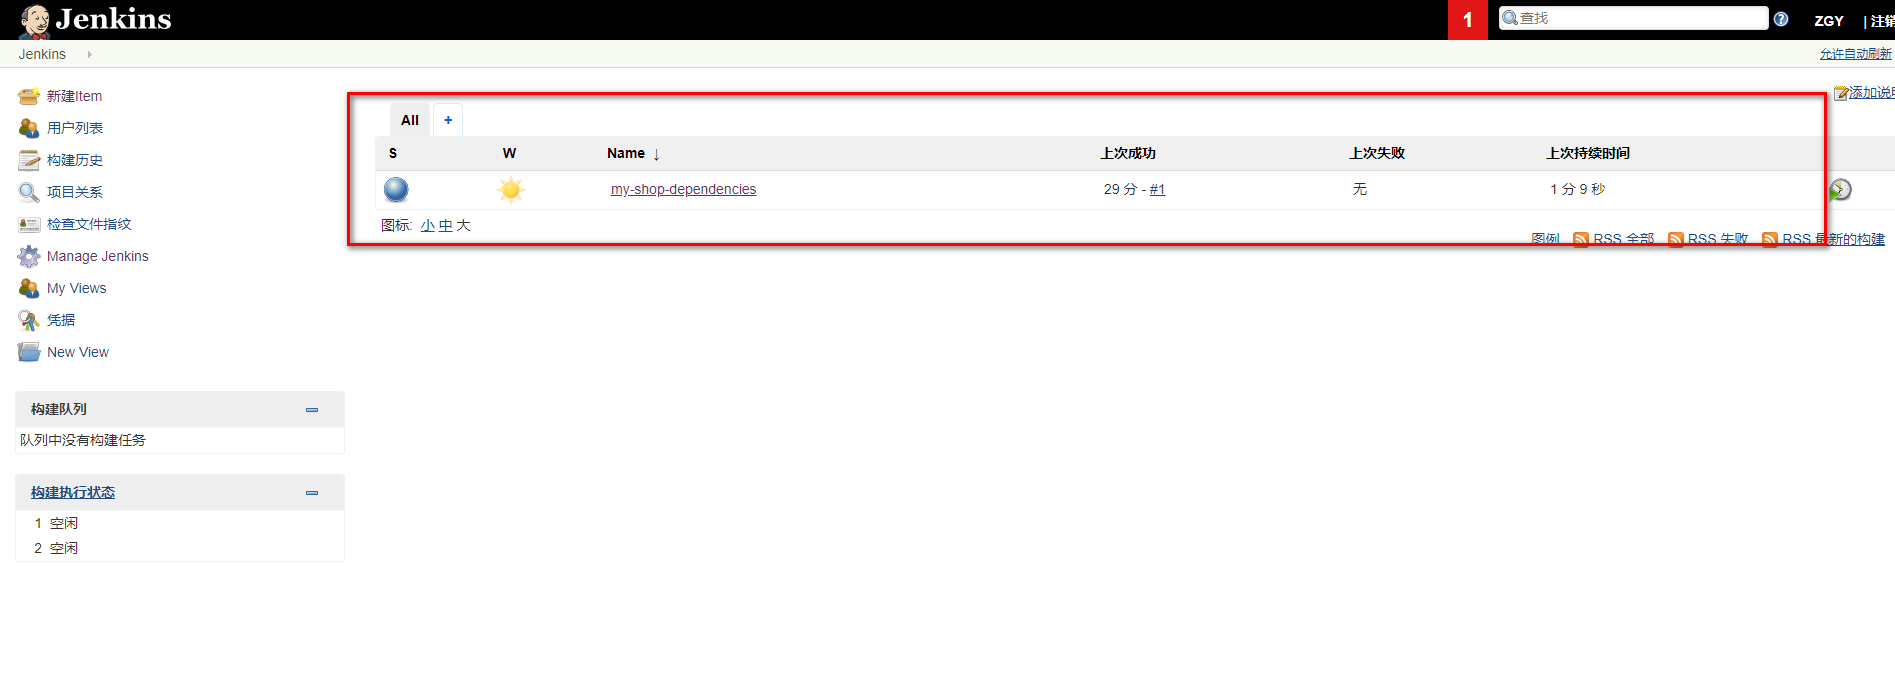 Jenkins
1
查找
ZGY
| 注销
Jenkins
允许自动刷新
新建Item
用户列表
构建历史
项目关系
检查文件指纹
Manage Jenkins
My Views
凭据
New View
构建队列
队列中没有构建任务
构建执行状态
1 空闲
2 空闲
添加说明
All +
S W Name ↓ 上次成功 上次失败 上次持续时间
my-shop-dependencies 29 分 - #1 无 1 分 9 秒
图标: 小 中 大
图例 RSS 全部 RSS 失败 RSS 最新的构建